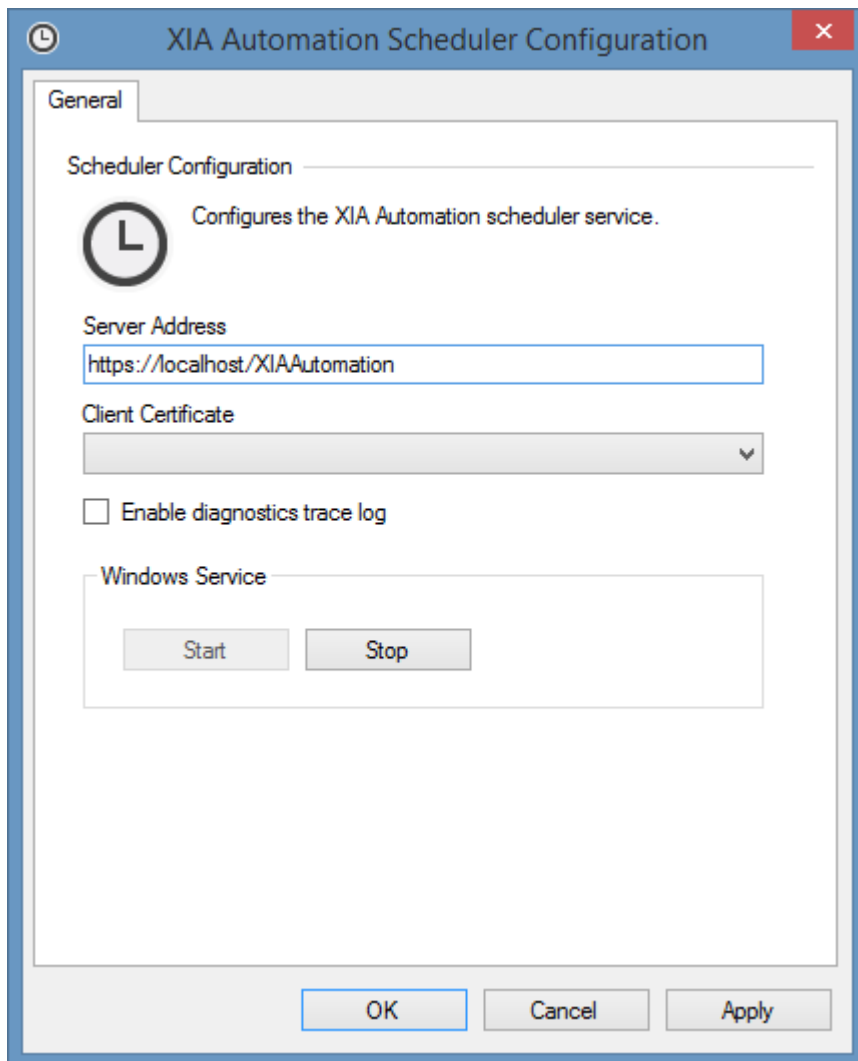 XIA Automation Scheduler Configuration
General
Scheduler Configuration
Configures the XIA Automation scheduler service.
Server Address
https://localhost/XIAAutomation
Client Certificate
Enable diagnostics trace log
Windows Service
Start Stop
OK Cancel Apply